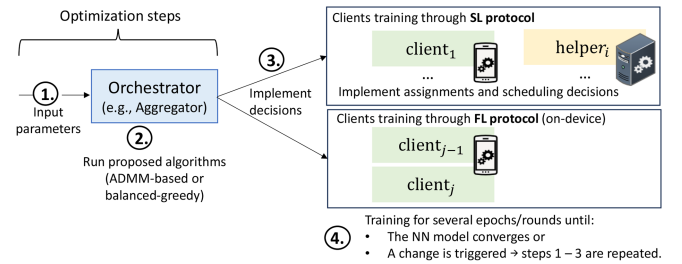 Optimization steps
1.
Input
parameters
Orchestrator
(e.g., Aggregator)
2.
Run proposed algorithms
(ADMM-based or
balanced-greedy)
3.
Implement
decisions
Clients training through SL protocol
client₁
helperᵢ
...
...
Implement assignments and scheduling decisions
Clients training through FL protocol (on-device)
clientⱼ₋₁
clientⱼ
4.
Training for several epochs/rounds until:
• The NN model converges or
• A change is triggered → steps 1 – 3 are repeated.